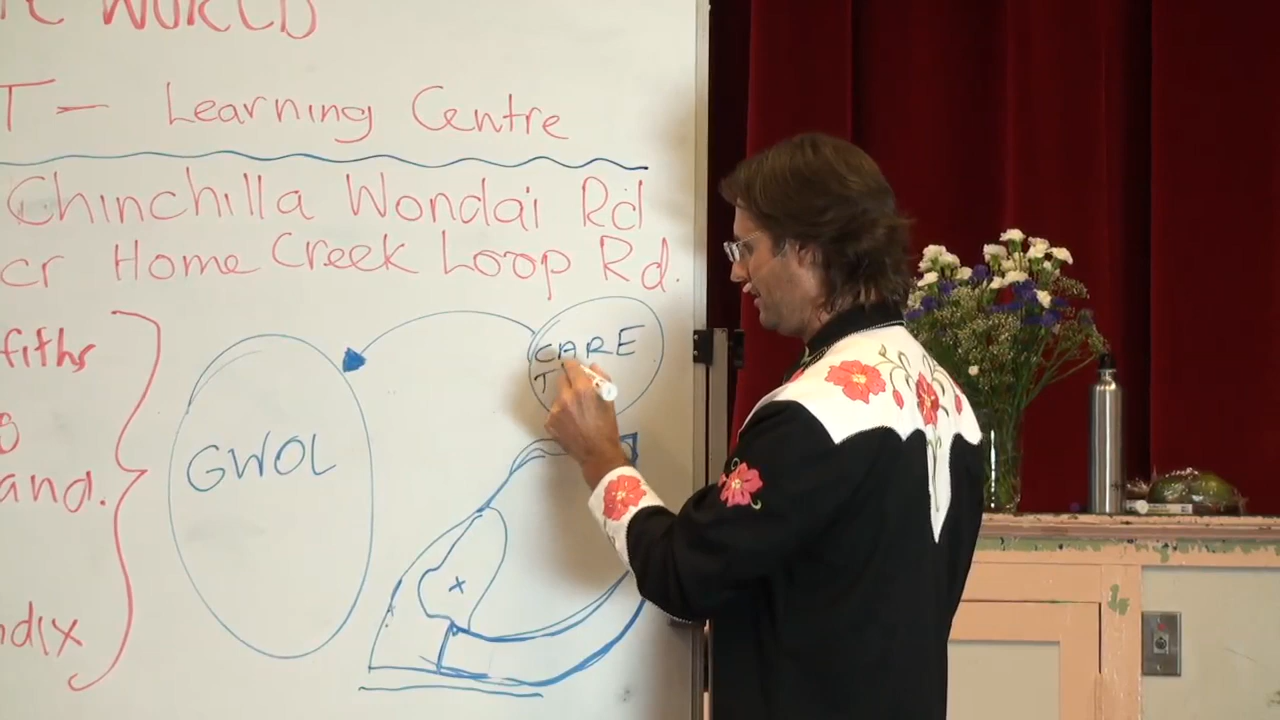 WORLD
T - Learning Centre
Chinchilla Wondai Rd
cr Home Creek Loop Rd.
fiths
and.
ndix
CARE
T
GWOL
x